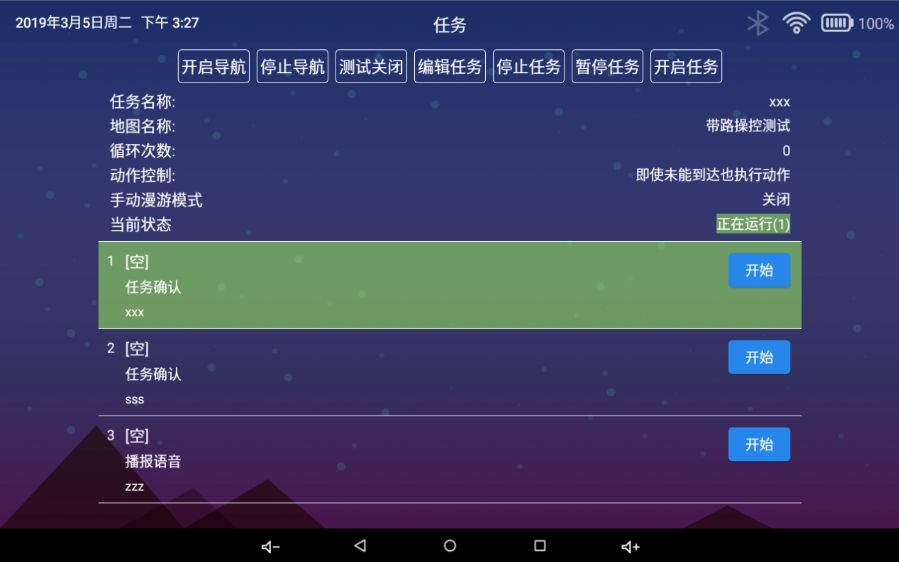 2019年3月5日周二 下午 3:27
任务
100%
开启导航 停止导航 测试关闭 编辑任务 停止任务 暂停任务 开启任务
任务名称: xxx
地图名称: 带路操控测试
循环次数: 0
动作控制: 即使未能到达也执行动作
手动漫游模式 关闭
当前状态 正在运行(1)
1 [空] 开始
任务确认
xxx
2 [空] 开始
任务确认
sss
3 [空] 开始
播报语音
zzz